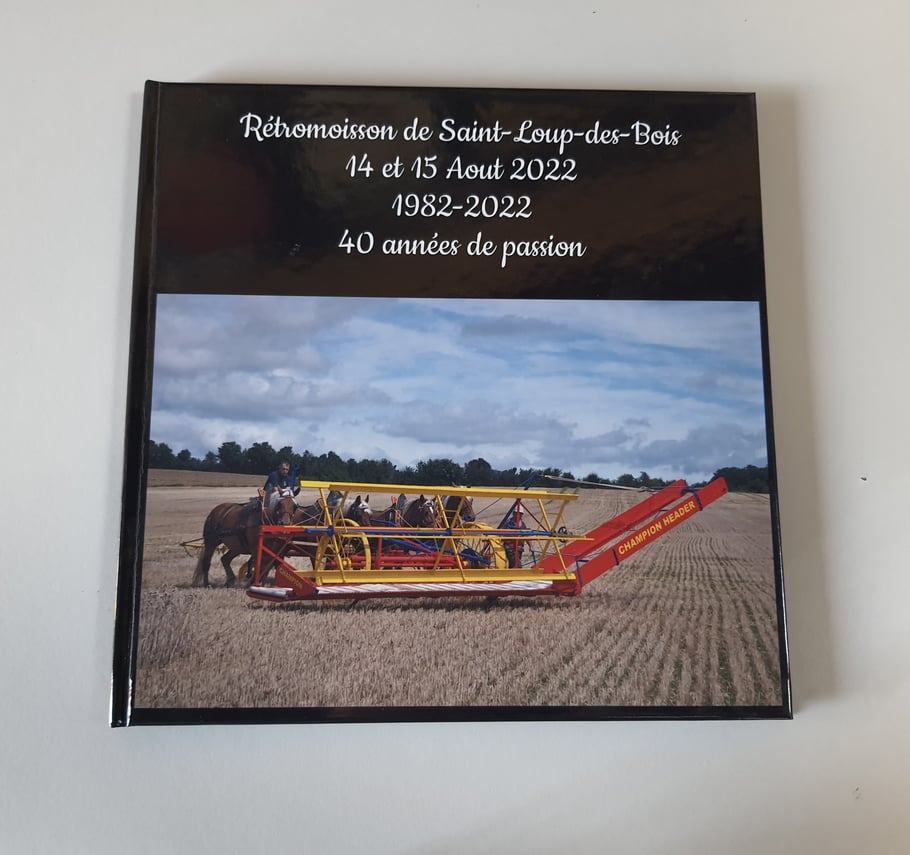 Rétromoisson de Saint-Loup-des-Bois
14 et 15 Aout 2022
1982-2022
40 années de passion
CHAMPION HEADER
CHAMPION